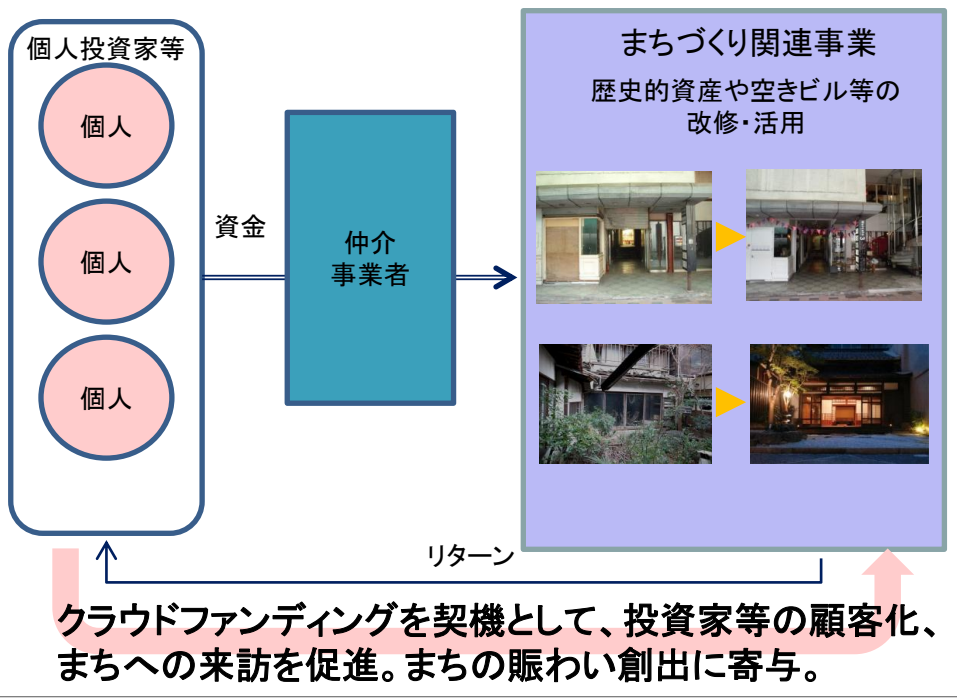 個人投資家等
個人
個人
個人
資金
仲介
事業者
まちづくり関連事業
歴史的資産や空きビル等の
改修・活用
リターン
クラウドファンディングを契機として、投資家等の顧客化、
まちへの来訪を促進。まちの賑わい創出に寄与。